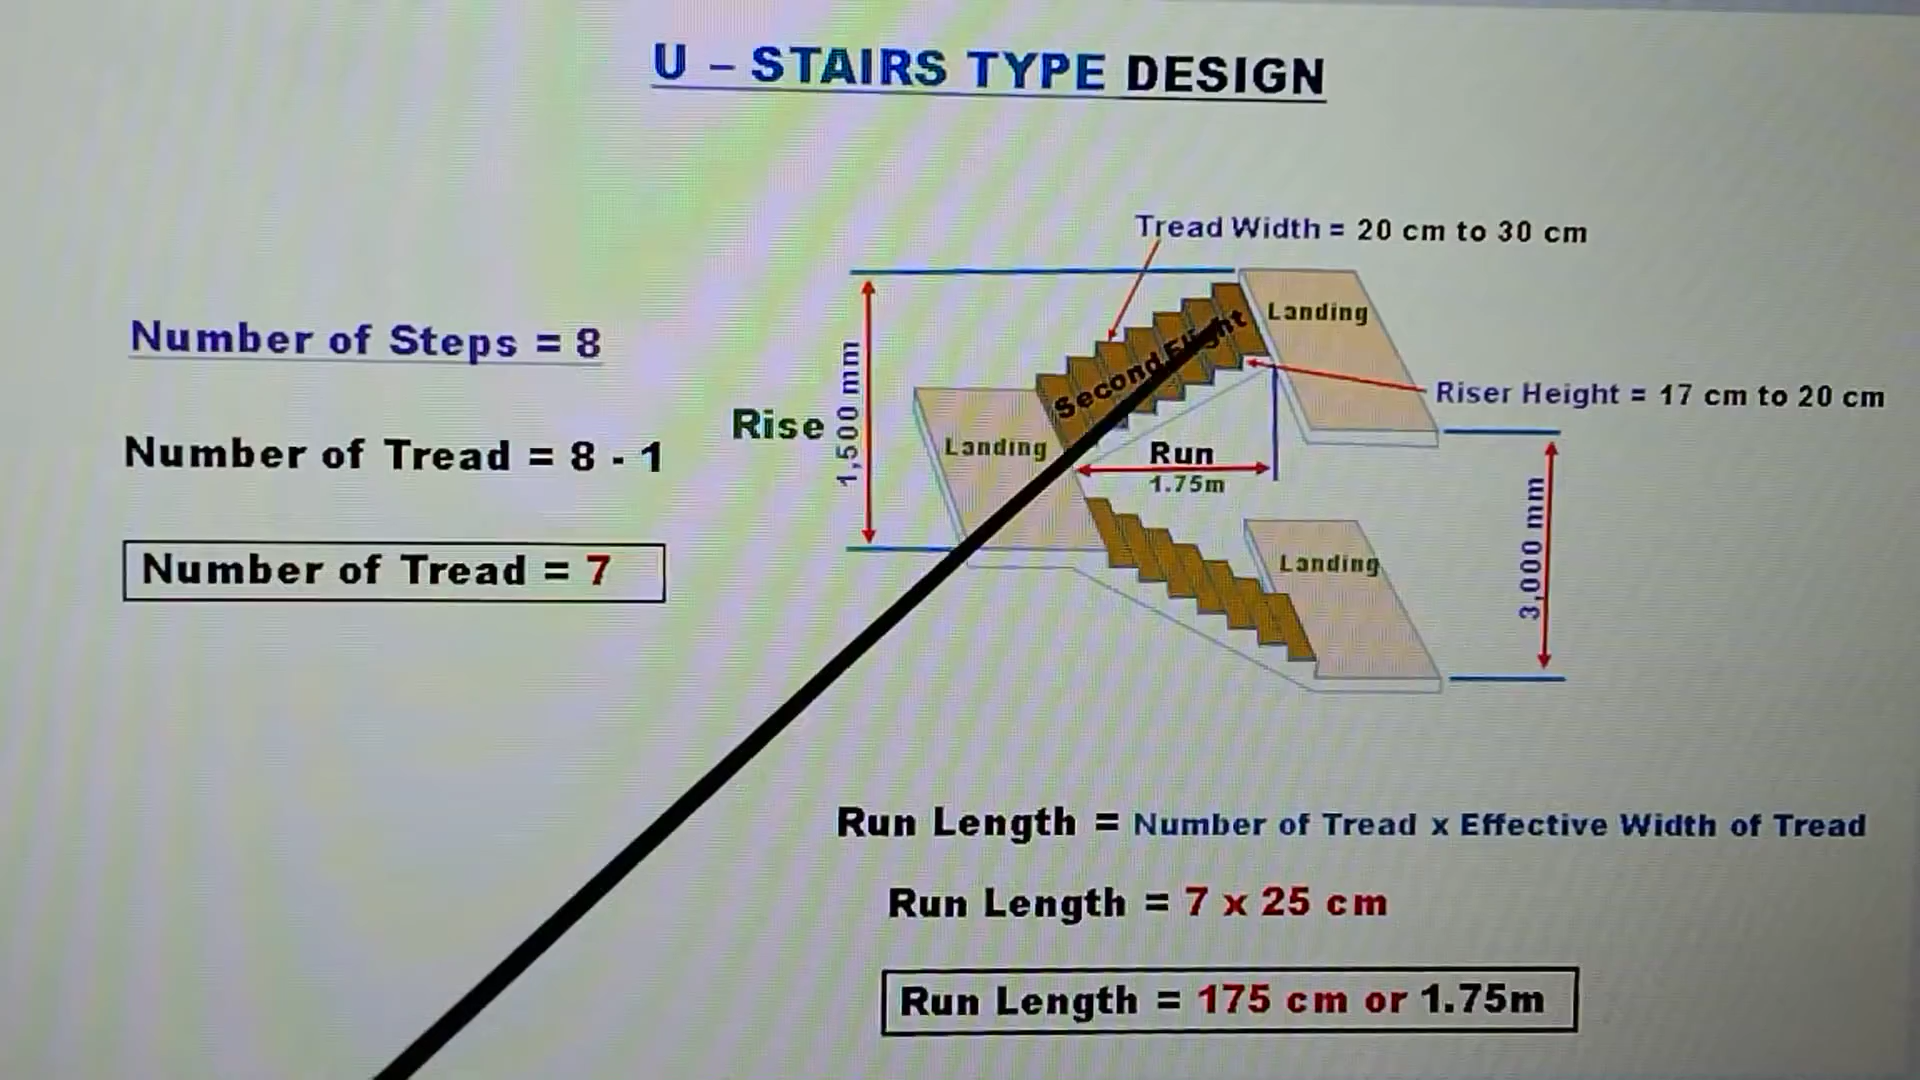 U – STAIRS TYPE DESIGN
Tread Width = 20 cm to 30 cm
Number of Steps = 8
Number of Tread = 8 - 1
Number of Tread = 7
Rise
1,500 mm
Second Flight
Landing
Landing
Riser Height = 17 cm to 20 cm
Run
1.75m
Landing
3,000 mm
Run Length = Number of Tread x Effective Width of Tread
Run Length = 7 x 25 cm
Run Length = 175 cm or 1.75m